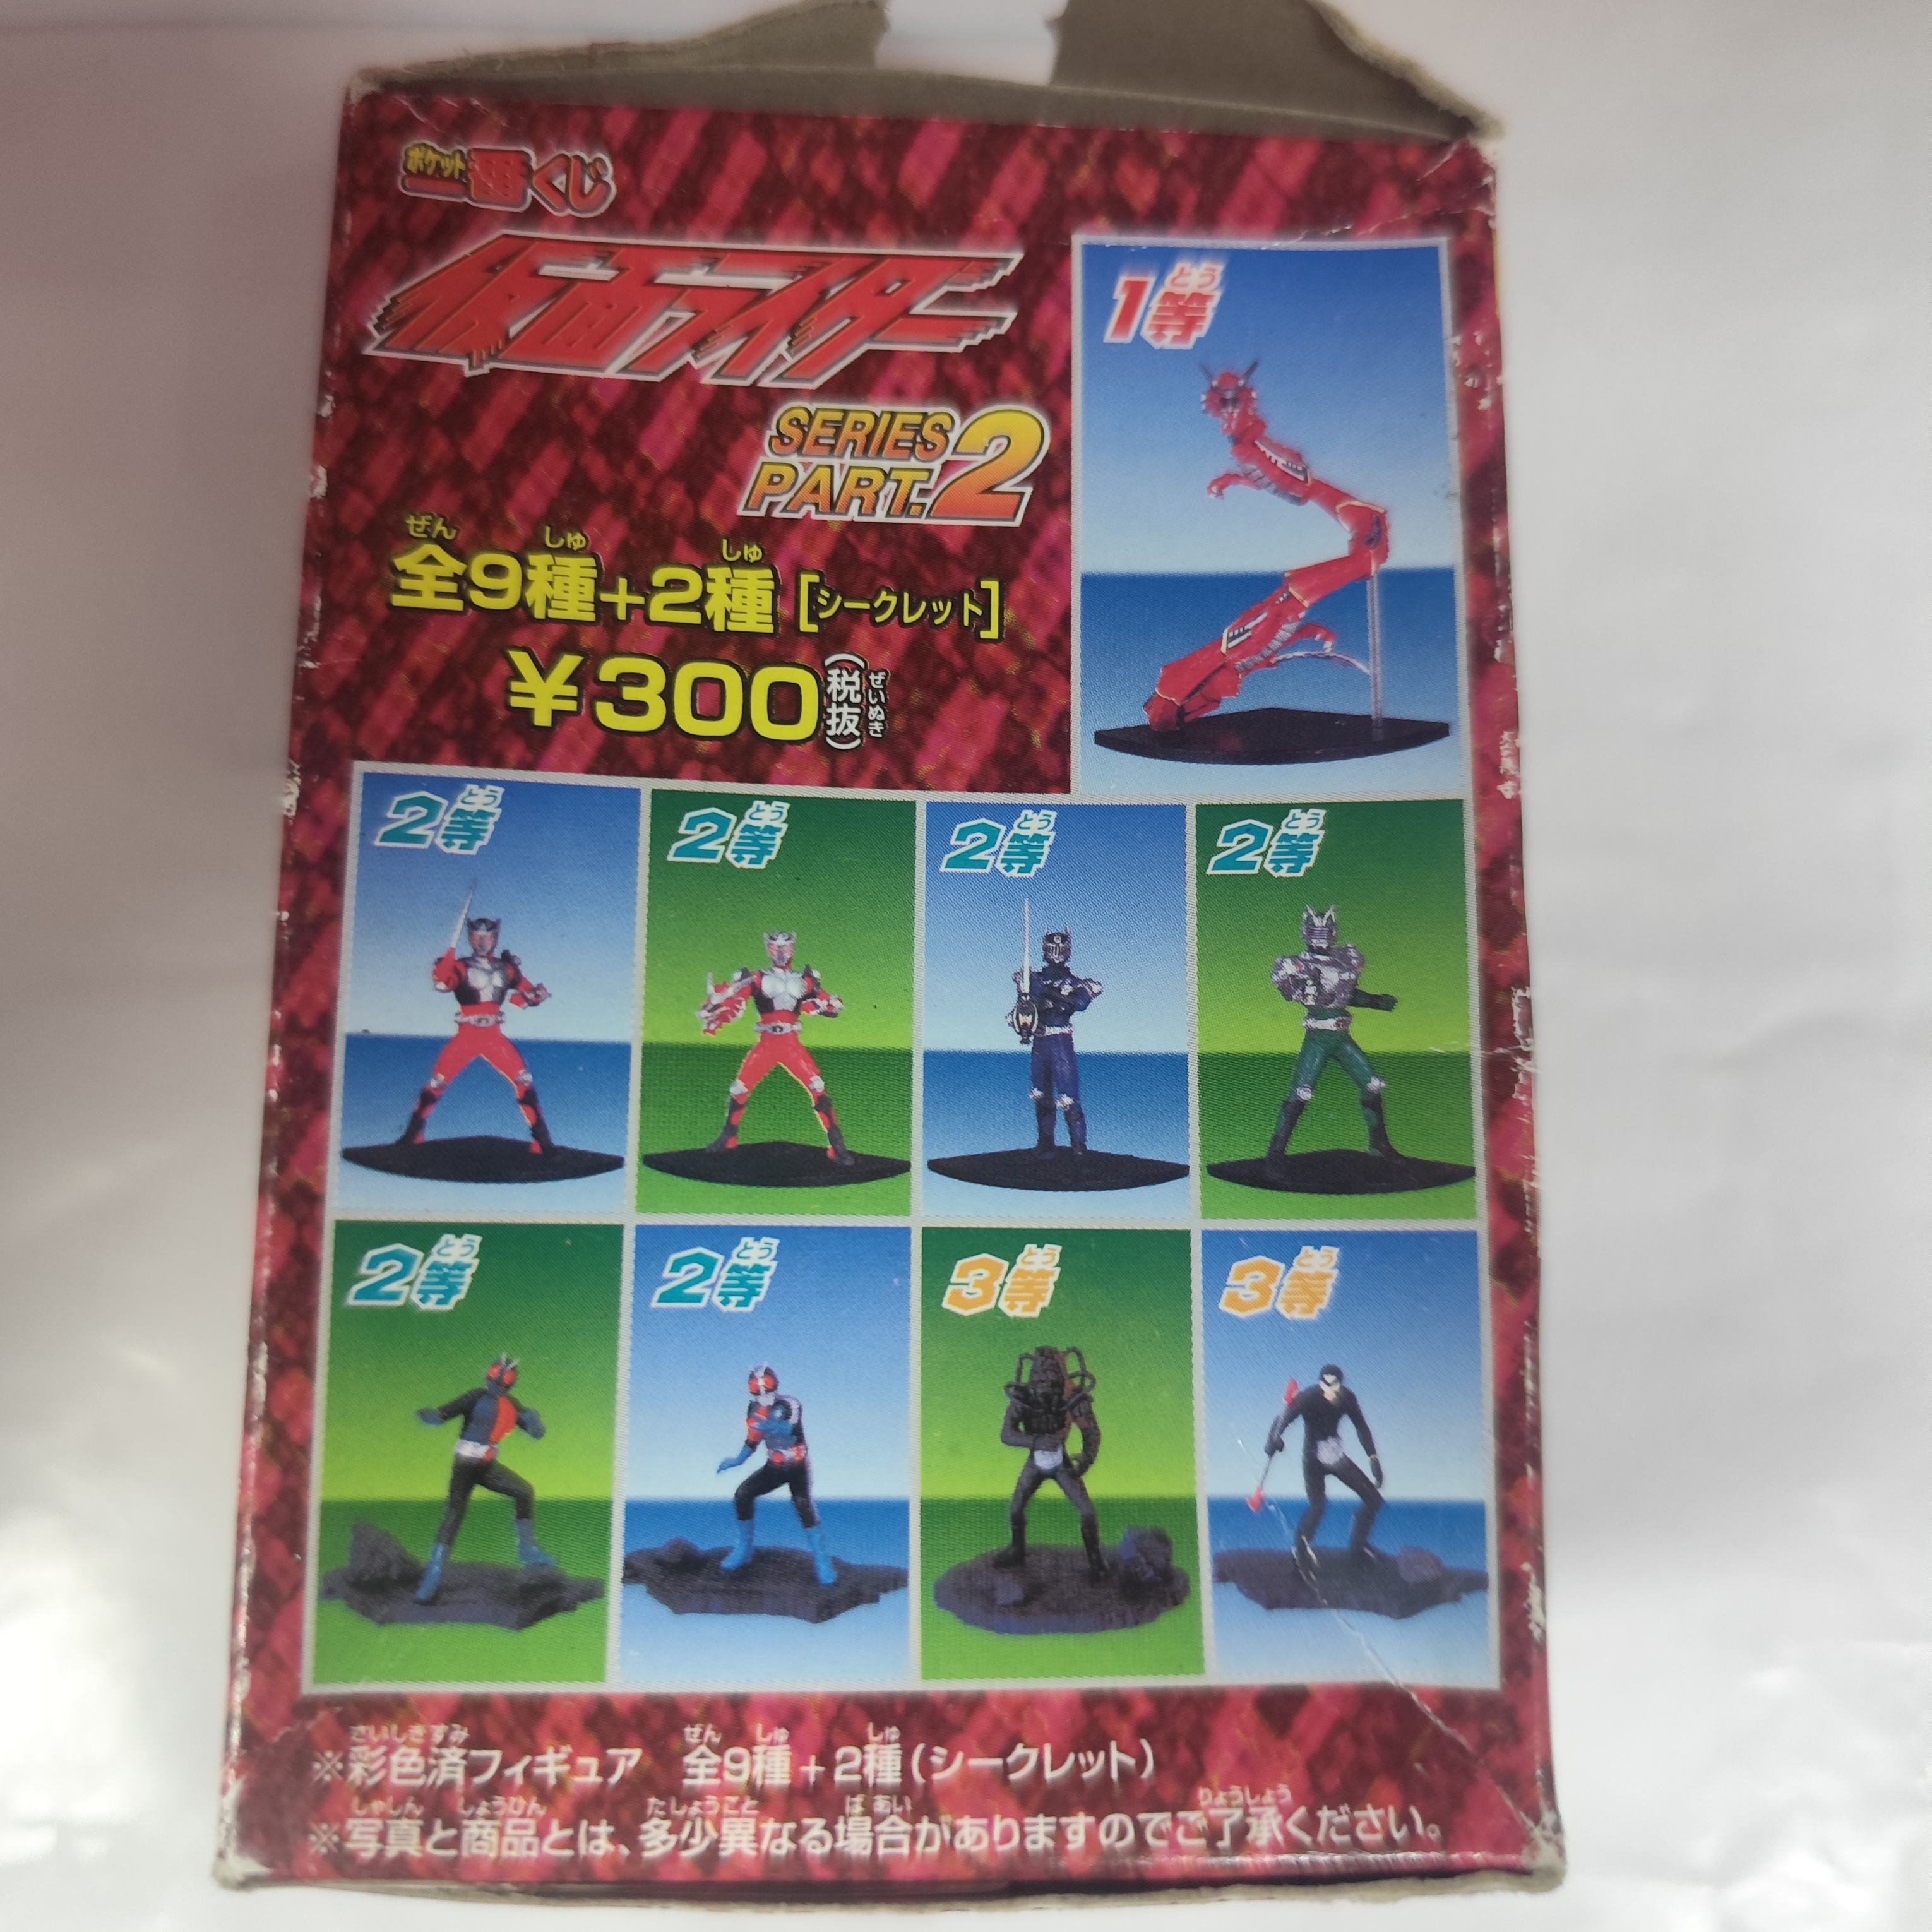 ポケット
一番くじ
仮面ライダー
SERIES
PART.2
ぜん しゅ しゅ
全9種+2種[シークレット]
¥300(税抜)
ぜいぬき
とう
1等
とう
2等
とう
2等
とう
2等
とう
2等
とう
2等
とう
2等
とう
3等
とう
3等
さいしきずみ ぜん しゅ しゅ
※彩色済フィギュア 全9種+2種(シークレット)
しゃしん しょうひん たしょうこと ば あい りょうしょう
※写真と商品とは、多少異なる場合がありますのでご了承ください。